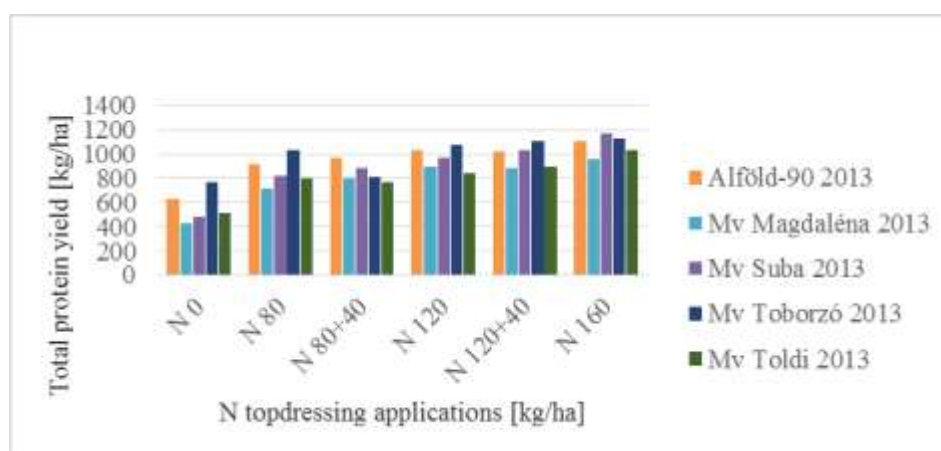 Total protein yield [kg/ha]
1400
1200
1000
800
600
400
200
0
N 0
N 80
N 80+40
N 120
N 120+40
N 160
N topdressing applications [kg/ha]
Alföld-90 2013
Mv Magdaléna 2013
Mv Suba 2013
Mv Toborzó 2013
Mv Toldi 2013